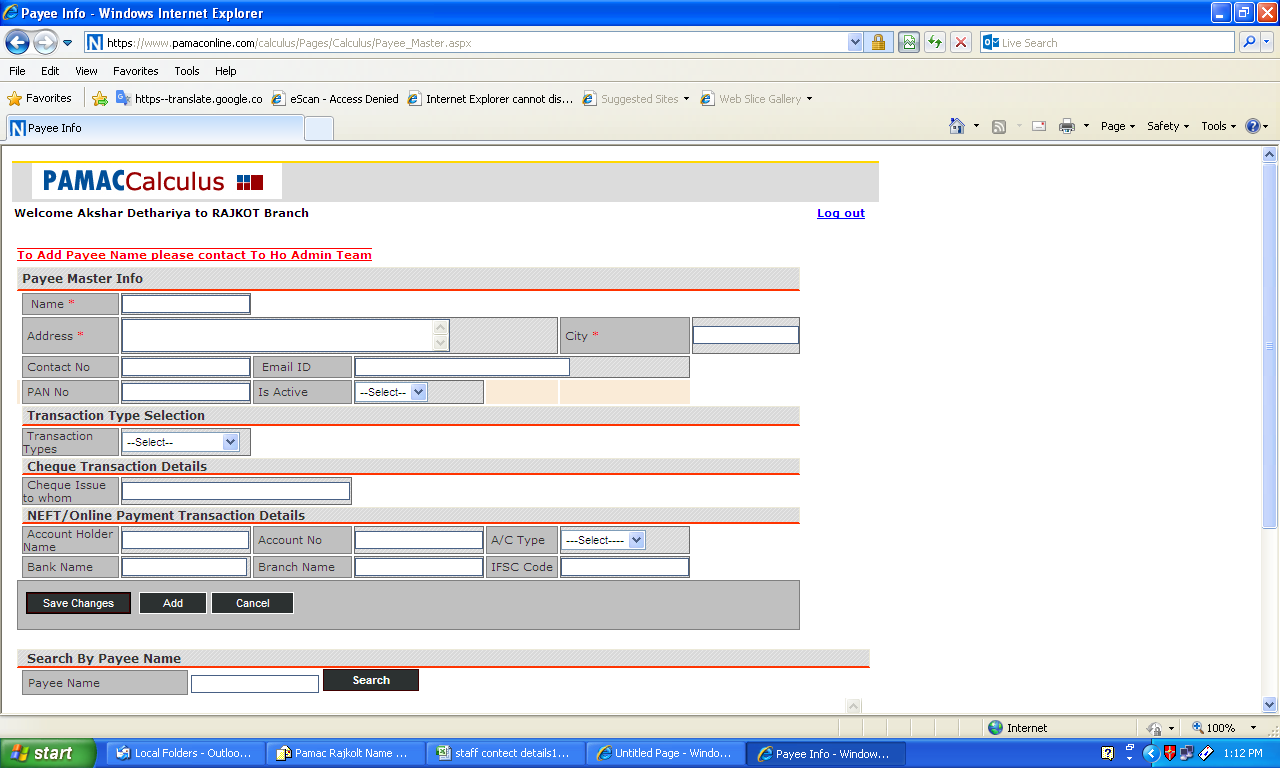 Payee Info - Windows Internet Explorer
https://www.pamaconline.com/calculus/Pages/Calculus/Payee_Master.aspx
Live Search
File Edit View Favorites Tools Help
Favorites https--translate.google.co eScan - Access Denied Internet Explorer cannot dis... Suggested Sites Web Slice Gallery
Payee Info Page Safety Tools
PAMACCalculus
Welcome Akshar Dethariya to RAJKOT Branch Log out
To Add Payee Name please contact To Ho Admin Team
Payee Master Info
Name *
Address * City *
Contact No Email ID
PAN No Is Active --Select--
Transaction Type Selection
Transaction Types --Select--
Cheque Transaction Details
Cheque Issue to whom
NEFT/Online Payment Transaction Details
Account Holder Name Account No A/C Type ---Select----
Bank Name Branch Name IFSC Code
Save Changes Add Cancel
Search By Payee Name
Payee Name Search
Internet 100%
start Local Folders - Outloo... Pamac Rajkolt Name ... staff contect details1... Untitled Page - Windo... Payee Info - Window... 1:12 PM